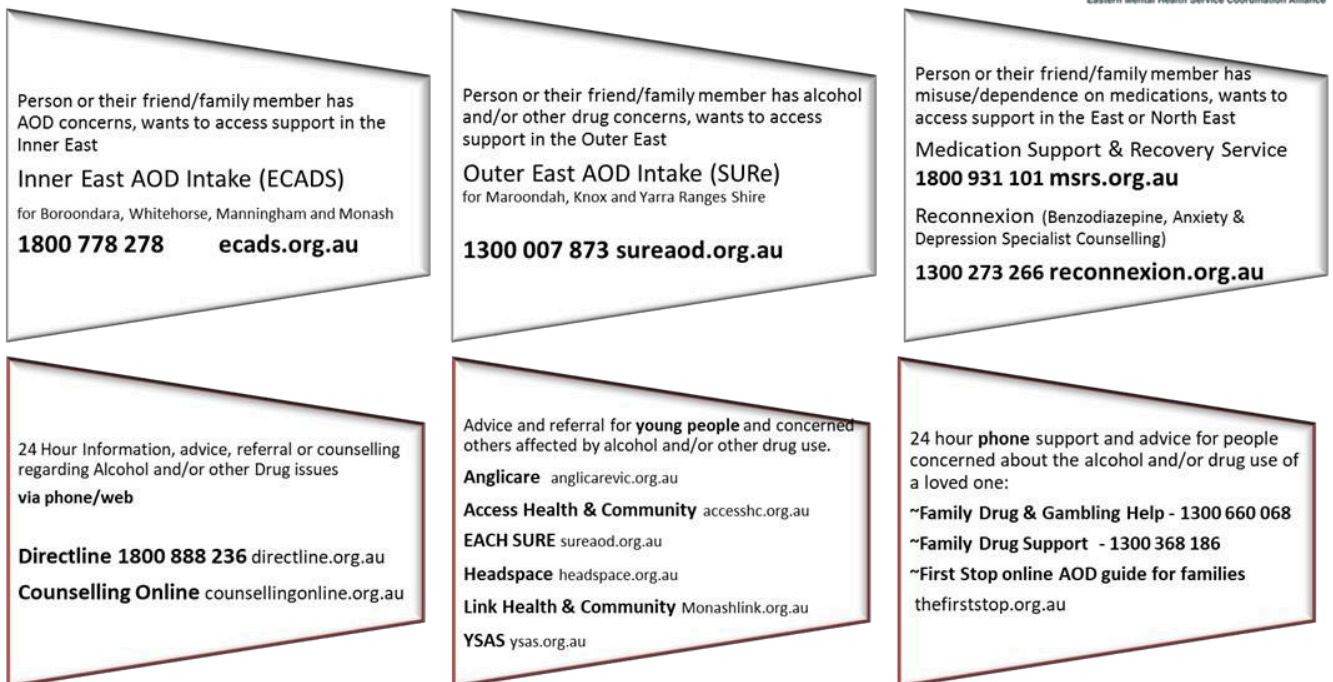 Eastern Mental Health Service Coordination Alliance
Person or their friend/family member has
AOD concerns, wants to access support in the
Inner East
Inner East AOD Intake (ECADS)
for Boroondara, Whitehorse, Manningham and Monash
1800 778 278 ecads.org.au
Person or their friend/family member has alcohol
and/or other drug concerns, wants to access
support in the Outer East
Outer East AOD Intake (SURe)
for Maroondah, Knox and Yarra Ranges Shire
1300 007 873 sureaod.org.au
Person or their friend/family member has
misuse/dependence on medications, wants to
access support in the East or North East
Medication Support & Recovery Service
1800 931 101 msrs.org.au
Reconnexion (Benzodiazepine, Anxiety &
Depression Specialist Counselling)
1300 273 266 reconnexion.org.au
24 Hour Information, advice, referral or counselling
regarding Alcohol and/or other Drug issues
via phone/web
Directline 1800 888 236 directline.org.au
Counselling Online counsellingonline.org.au
Advice and referral for young people and concerned
others affected by alcohol and/or other drug use.
Anglicare anglicarevic.org.au
Access Health & Community accesshc.org.au
EACH SURE sureaod.org.au
Headspace headspace.org.au
Link Health & Community Monashlink.org.au
YSAS ysas.org.au
24 hour phone support and advice for people
concerned about the alcohol and/or drug use of
a loved one:
~Family Drug & Gambling Help - 1300 660 068
~Family Drug Support - 1300 368 186
~First Stop online AOD guide for families
thefirststop.org.au